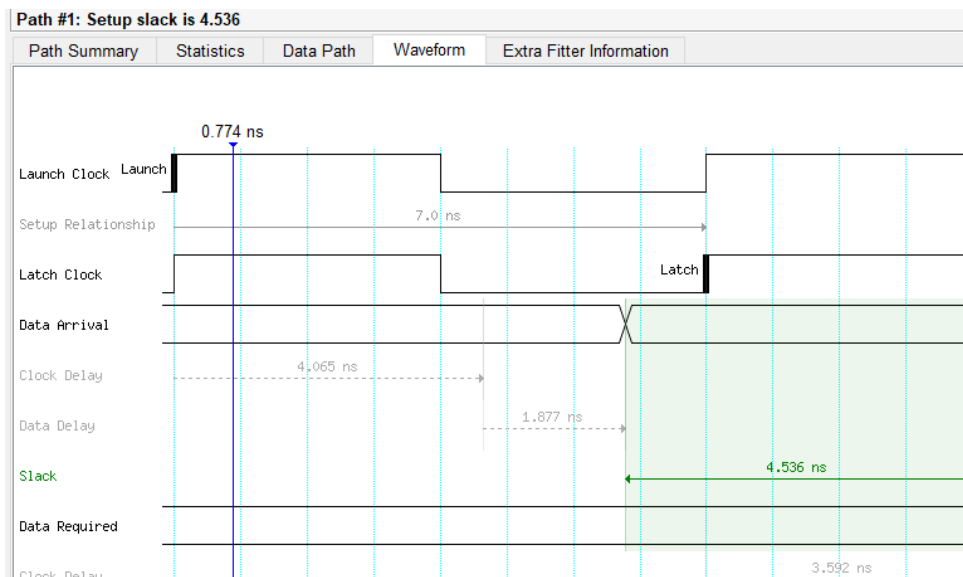 Path #1: Setup slack is 4.536
Path Summary Statistics Data Path Waveform Extra Fitter Information
0.774 ns
Launch Clock Launch
7.0 ns
Setup Relationship
Latch Clock Latch
Data Arrival
4.065 ns
Clock Delay
1.877 ns
Data Delay
4.536 ns
Slack
Data Required
3.592 ns
Clock Delay